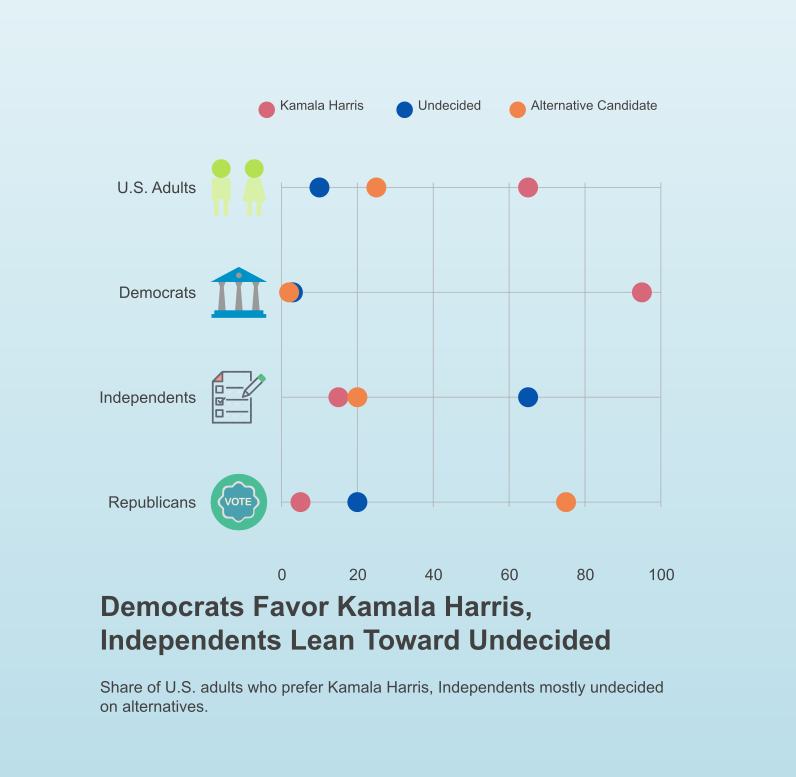 Kamala Harris
Undecided
Alternative Candidate
U.S. Adults
Democrats
Independents
Republicans
VOTE
0
20
40
60
80
100
Democrats Favor Kamala Harris,
Independents Lean Toward Undecided
Share of U.S. adults who prefer Kamala Harris, Independents mostly undecided
on alternatives.